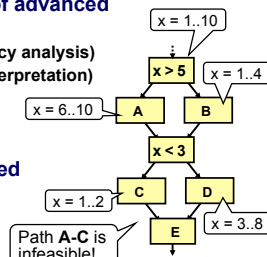 of advanced
x = 1..10
cy analysis)
x > 5
x = 1..4
erpretation)
x = 6..10
A
B
x < 3
ed
C
D
x = 1..2
x = 3..8
E
Path A-C is
infeasible!